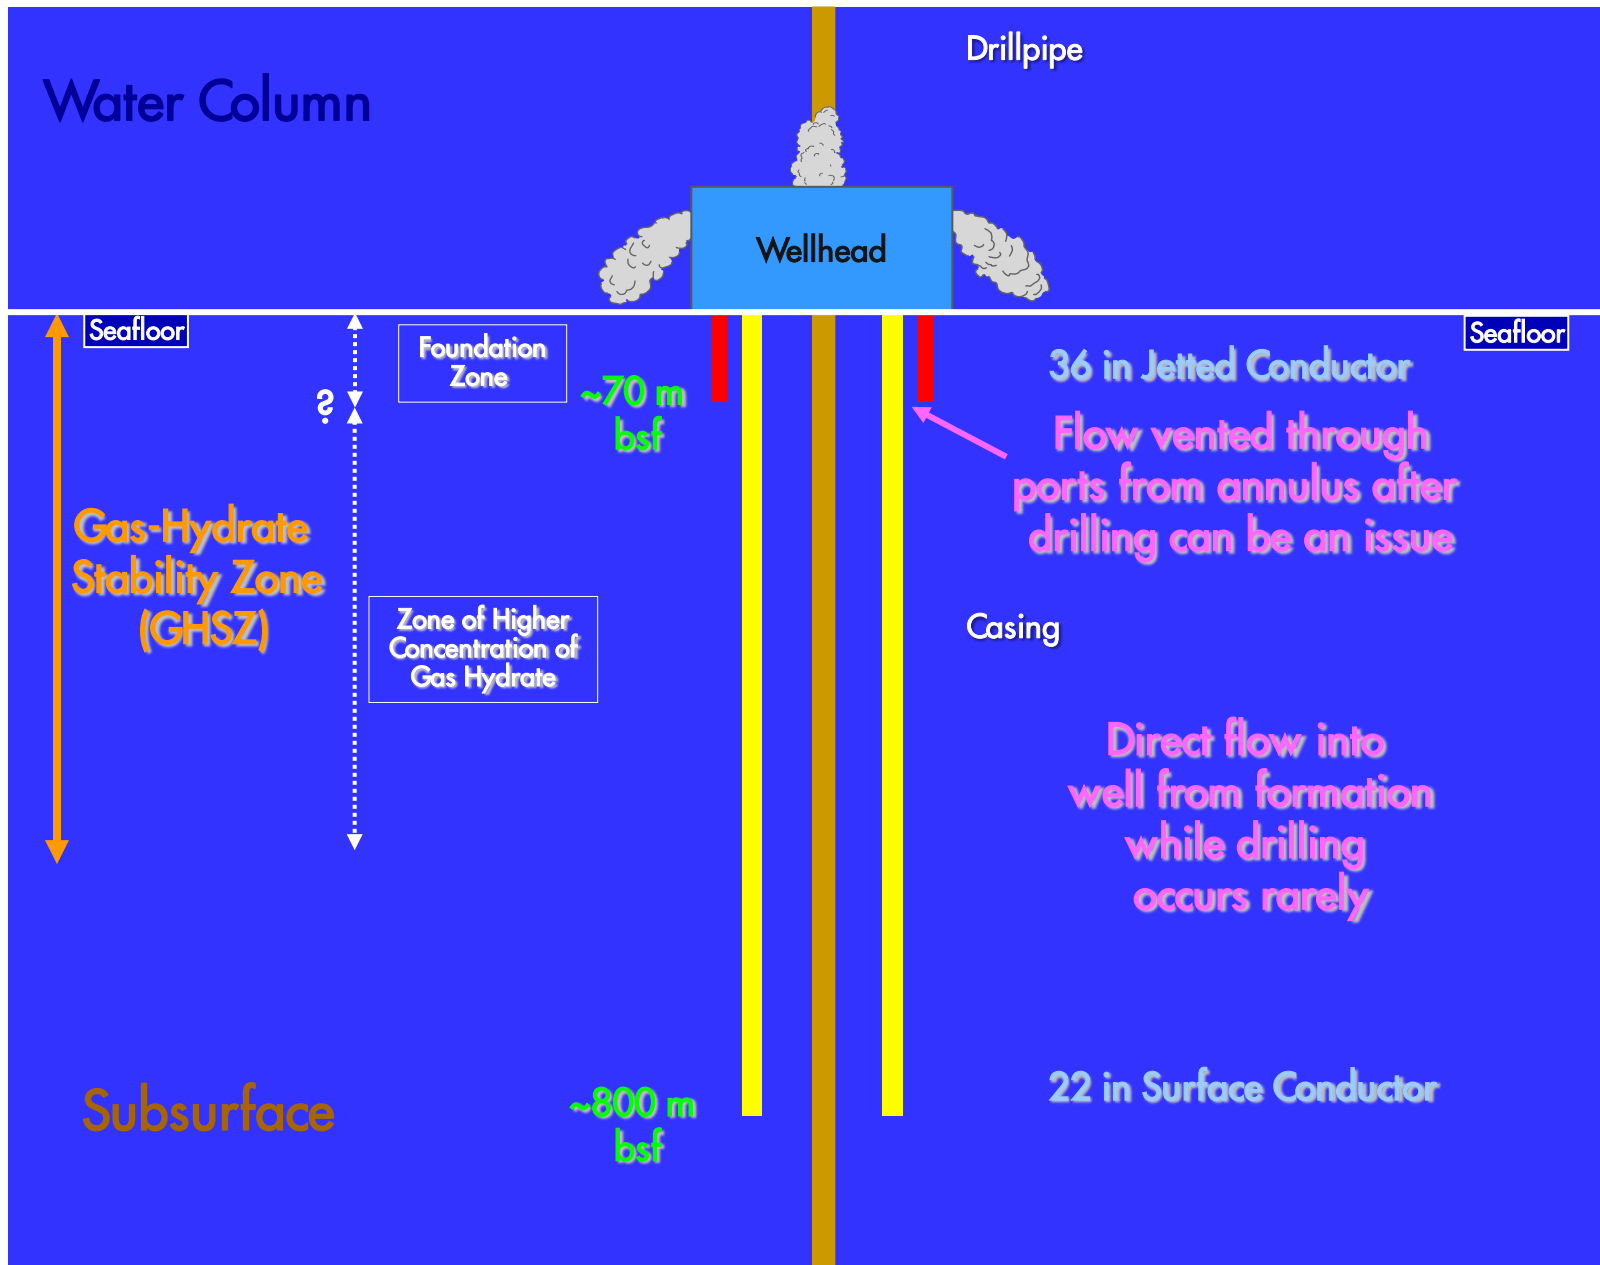 Drillpipe
Water Column
Wellhead
Seafloor
Seafloor
Foundation
Zone
~70 m
bsf
?
36 in Jetted Conductor
Flow vented through
ports from annulus after
drilling can be an issue
Gas-Hydrate
Stability Zone
(GHSZ)
Zone of Higher
Concentration of
Gas Hydrate
Casing
Direct flow into
well from formation
while drilling
occurs rarely
Subsurface
~800 m
bsf
22 in Surface Conductor